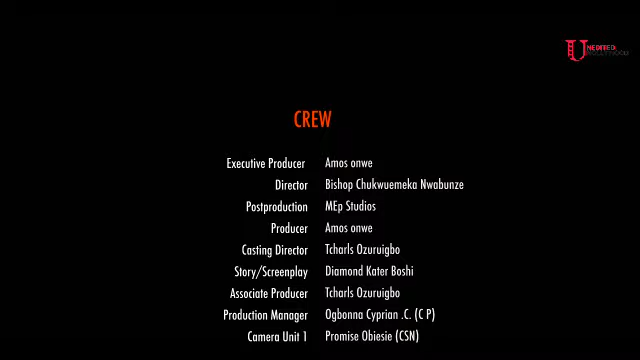 UNEDITED
NOLLYWOOD
CREW
Executive Producer Amos onwe
Director Bishop Chukwuemeka Nwabunze
Postproduction MEp Studios
Producer Amos onwe
Casting Director Tcharls Ozuruigbo
Story/Screenplay Diamond Kater Boshi
Associate Producer Tcharls Ozuruigbo
Production Manager Ogbonna Cyprian .C. (C P)
Camera Unit 1 Promise Obiesie (CSN)